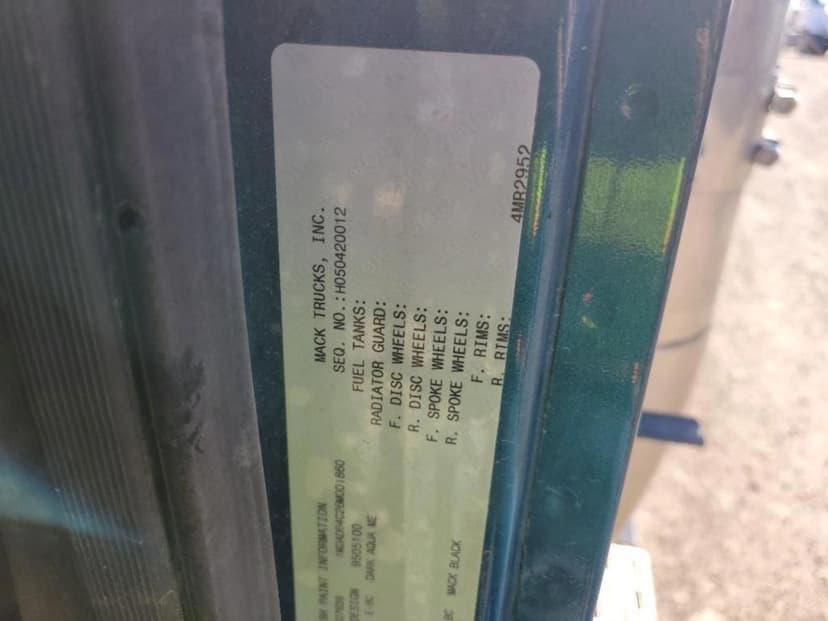 MACK TRUCKS, INC.
SEQ. NO.:H050420012
FUEL TANKS:
RADIATOR GUARD:
F. DISC WHEELS:
R. DISC WHEELS:
F. SPOKE WHEELS:
R. SPOKE WHEELS:
F. RIMS:
R. RIMS:
4MR2952
PAINT INFORMATION
9505100
DARK AQUA ME
MACK BLACK